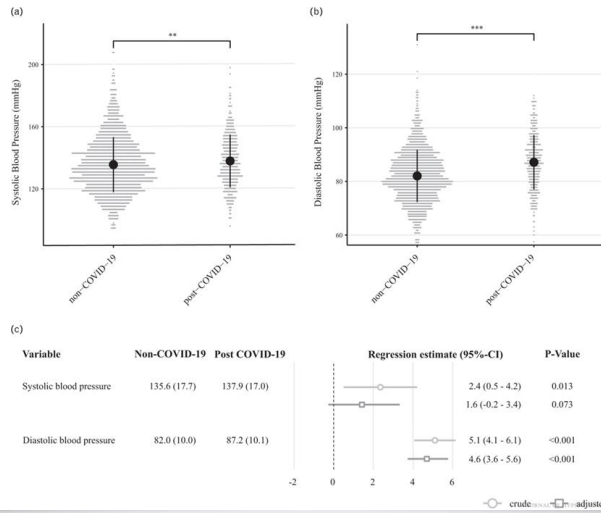 (a)
**
Systolic Blood Pressure (mmHg)
200
160
120
non−COVID−19
post−COVID−19
(b)
***
Diastolic Blood Pressure (mmHg)
120
100
80
60
non−COVID−19
post−COVID−19
(c)
Variable Non-COVID-19 Post COVID-19 Regression estimate (95%-CI) P-Value
Systolic blood pressure 135.6 (17.7) 137.9 (17.0) 2.4 (0.5 - 4.2) 0.013
1.6 (-0.2 - 3.4) 0.073
Diastolic blood pressure 82.0 (10.0) 87.2 (10.1) 5.1 (4.1 - 6.1) <0.001
4.6 (3.6 - 5.6) <0.001
-2 0 2 4 6
crude adjuste